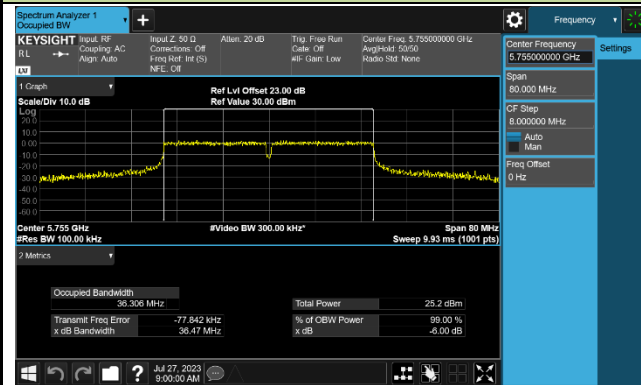 Spectrum Analyzer 1
Occupied BW
Frequency
KEYSIGHT
RL
LXI
Input: RF
Coupling: AC
Align: Auto
Input Z: 50 Ω
Corrections: Off
Freq Ref: Int (S)
NFE: Off
Atten: 20 dB
Trig: Free Run
Gate: Off
#IF Gain: Low
Center Freq: 5.755000000 GHz
Avg|Hold: 50/50
Radio Std: None
Center Frequency
5.755000000 GHz
Settings
Span
80.000 MHz
CF Step
8.000000 MHz
Auto
Man
Freq Offset
0 Hz
1 Graph
Scale/Div 10.0 dB
Ref Lvl Offset 23.00 dB
Ref Value 30.00 dBm
Log
20.0
10.0
0.00
-10.0
-20.0
-30.0
-40.0
-50.0
-60.0
Center 5.755 GHz
#Res BW 100.00 kHz
#Video BW 300.00 kHz*
Span 80 MHz
Sweep 9.93 ms (1001 pts)
2 Metrics
Occupied Bandwidth
36.306 MHz
Total Power 25.2 dBm
Transmit Freq Error -77.842 kHz
% of OBW Power 99.00 %
x dB Bandwidth 36.47 MHz
x dB -6.00 dB
Jul 27, 2023
9:00:00 AM